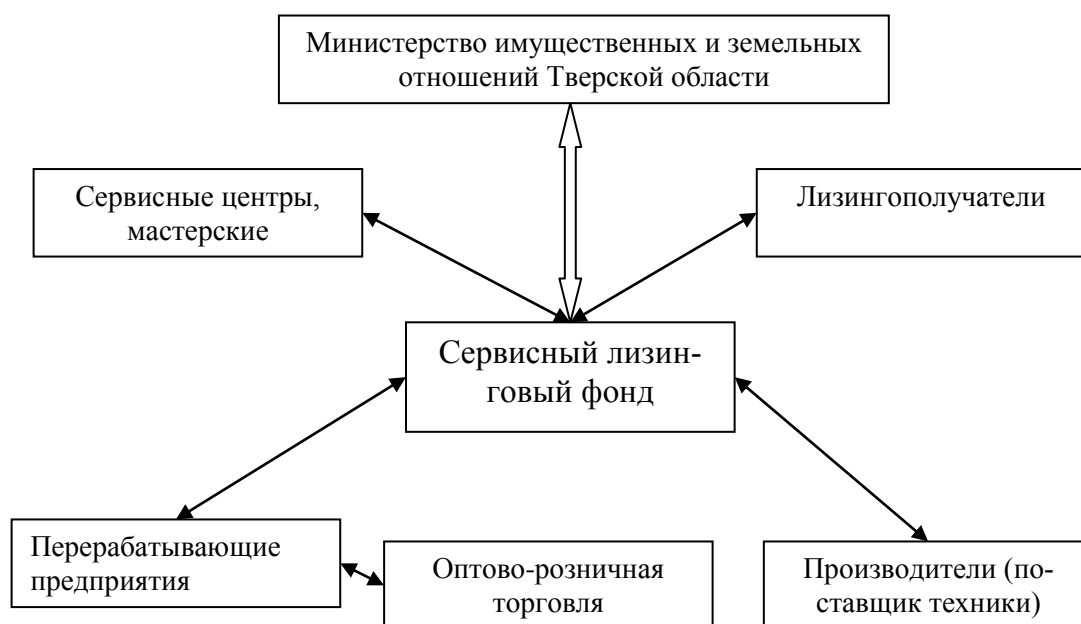 Министерство имущественных и земельных
отношений Тверской области
Сервисные центры,
мастерские
Лизингополучатели
Сервисный лизин-
говый фонд
Перерабатывающие
предприятия
Оптово-розничная
торговля
Производители (по-
ставщик техники)